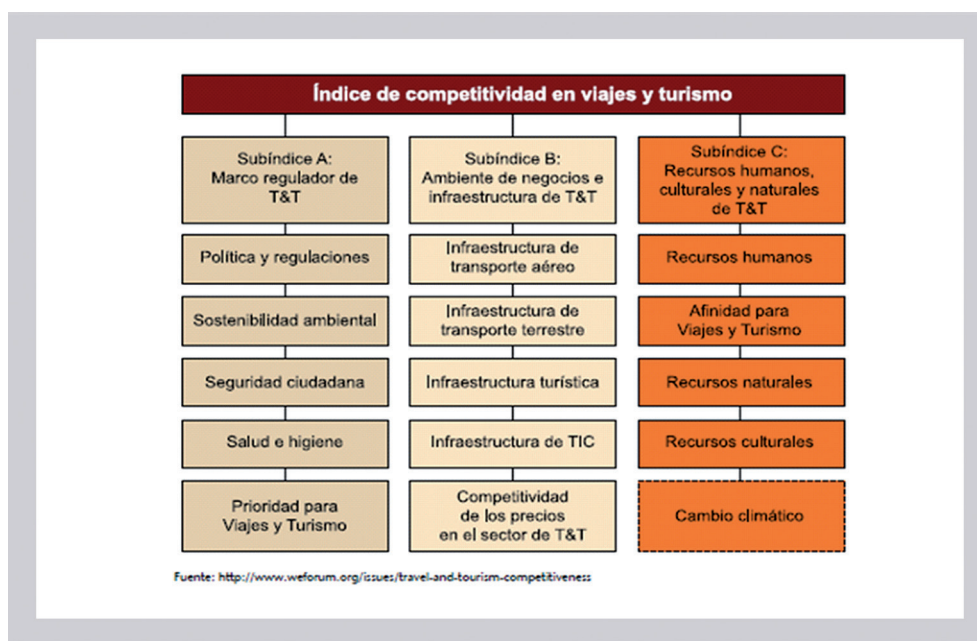 Índice de competitividad en viajes y turismo
Subíndice A:
Marco regulador de
T&T
Política y regulaciones
Sostenibilidad ambiental
Seguridad ciudadana
Salud e higiene
Prioridad para
Viajes y Turismo
Subíndice B:
Ambiente de negocios e
infraestructura de T&T
Infraestructura de
transporte aéreo
Infraestructura de
transporte terrestre
Infraestructura turística
Infraestructura de TIC
Competitividad
de los precios
en el sector de T&T
Subíndice C:
Recursos humanos,
culturales y naturales
de T&T
Recursos humanos
Afinidad para
Viajes y Turismo
Recursos naturales
Recursos culturales
Cambio climático
Fuente: http://www.weforum.org/issues/travel-and-tourism-competitiveness